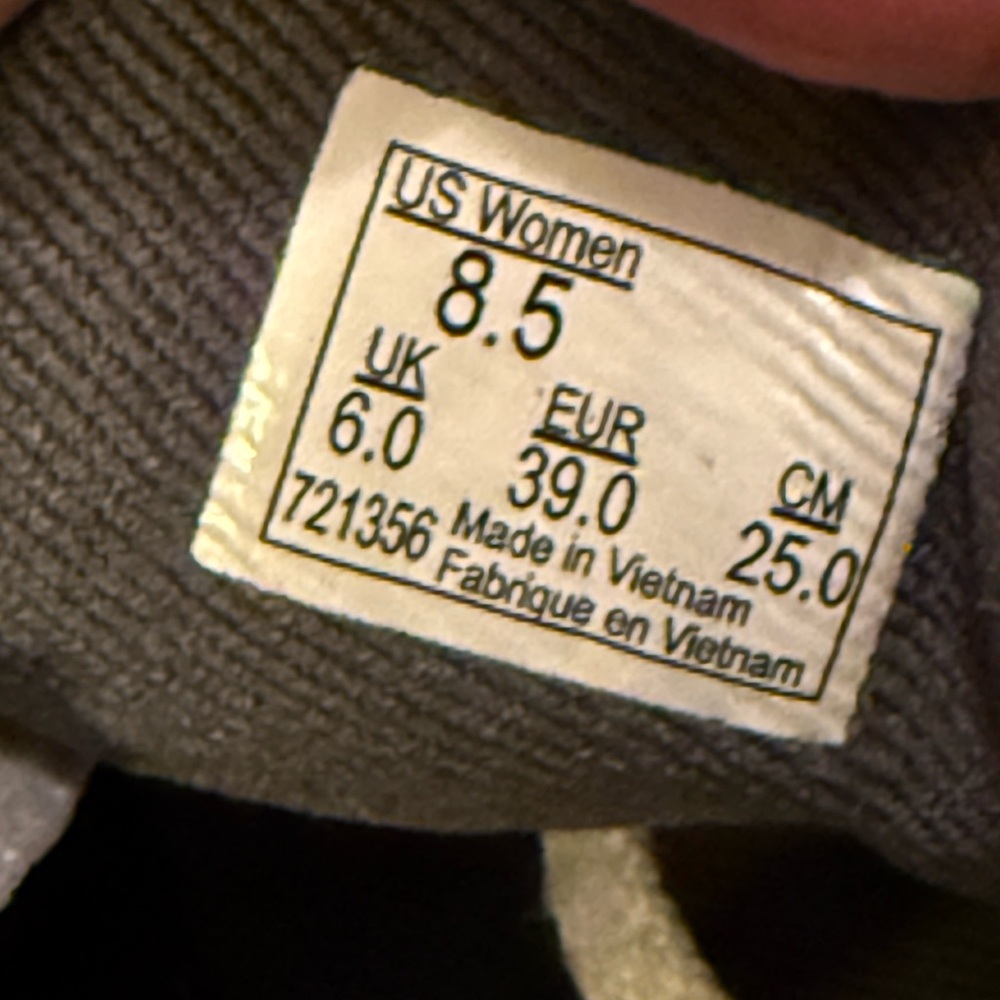 US Women
8.5
UK EUR CM
6.0 39.0 25.0
721356 Made in Vietnam
Fabrique en Vietnam